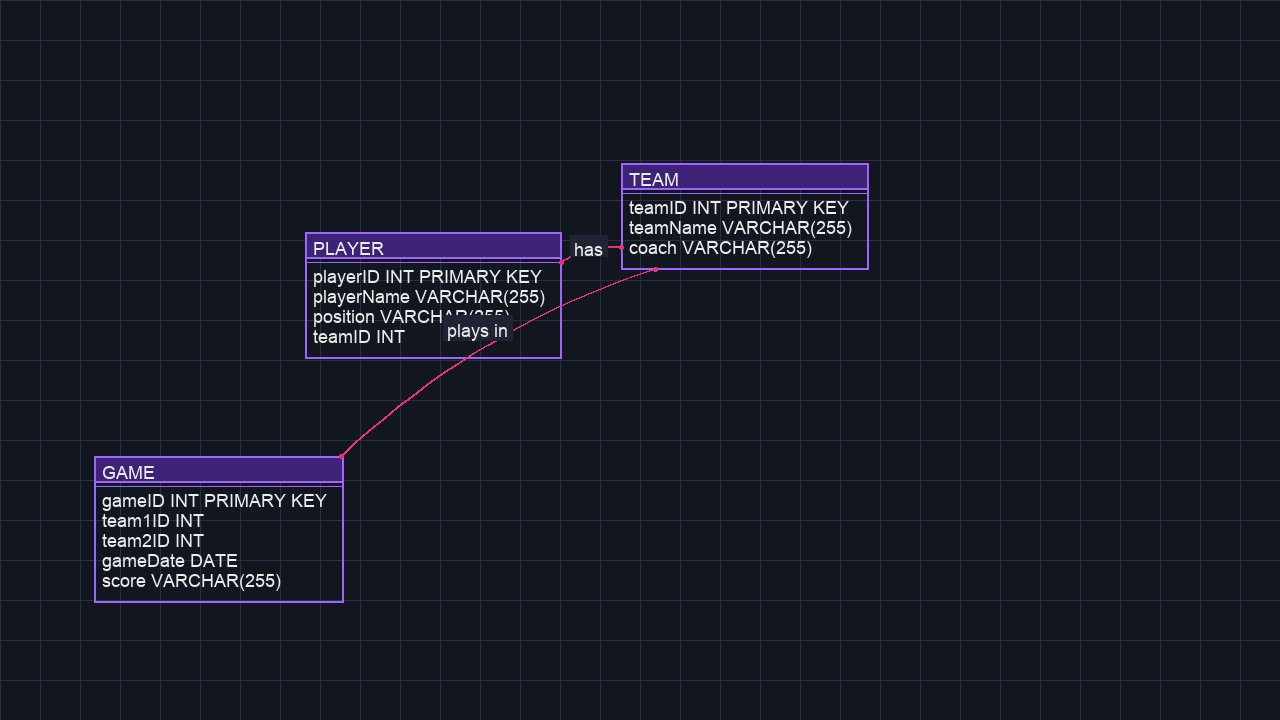 TEAM
teamID INT PRIMARY KEY
teamName VARCHAR(255)
coach VARCHAR(255)
has
PLAYER
playerID INT PRIMARY KEY
playerName VARCHAR(255)
position VARCHAR(255)
teamID INT
plays in
GAME
gameID INT PRIMARY KEY
team1ID INT
team2ID INT
gameDate DATE
score VARCHAR(255)